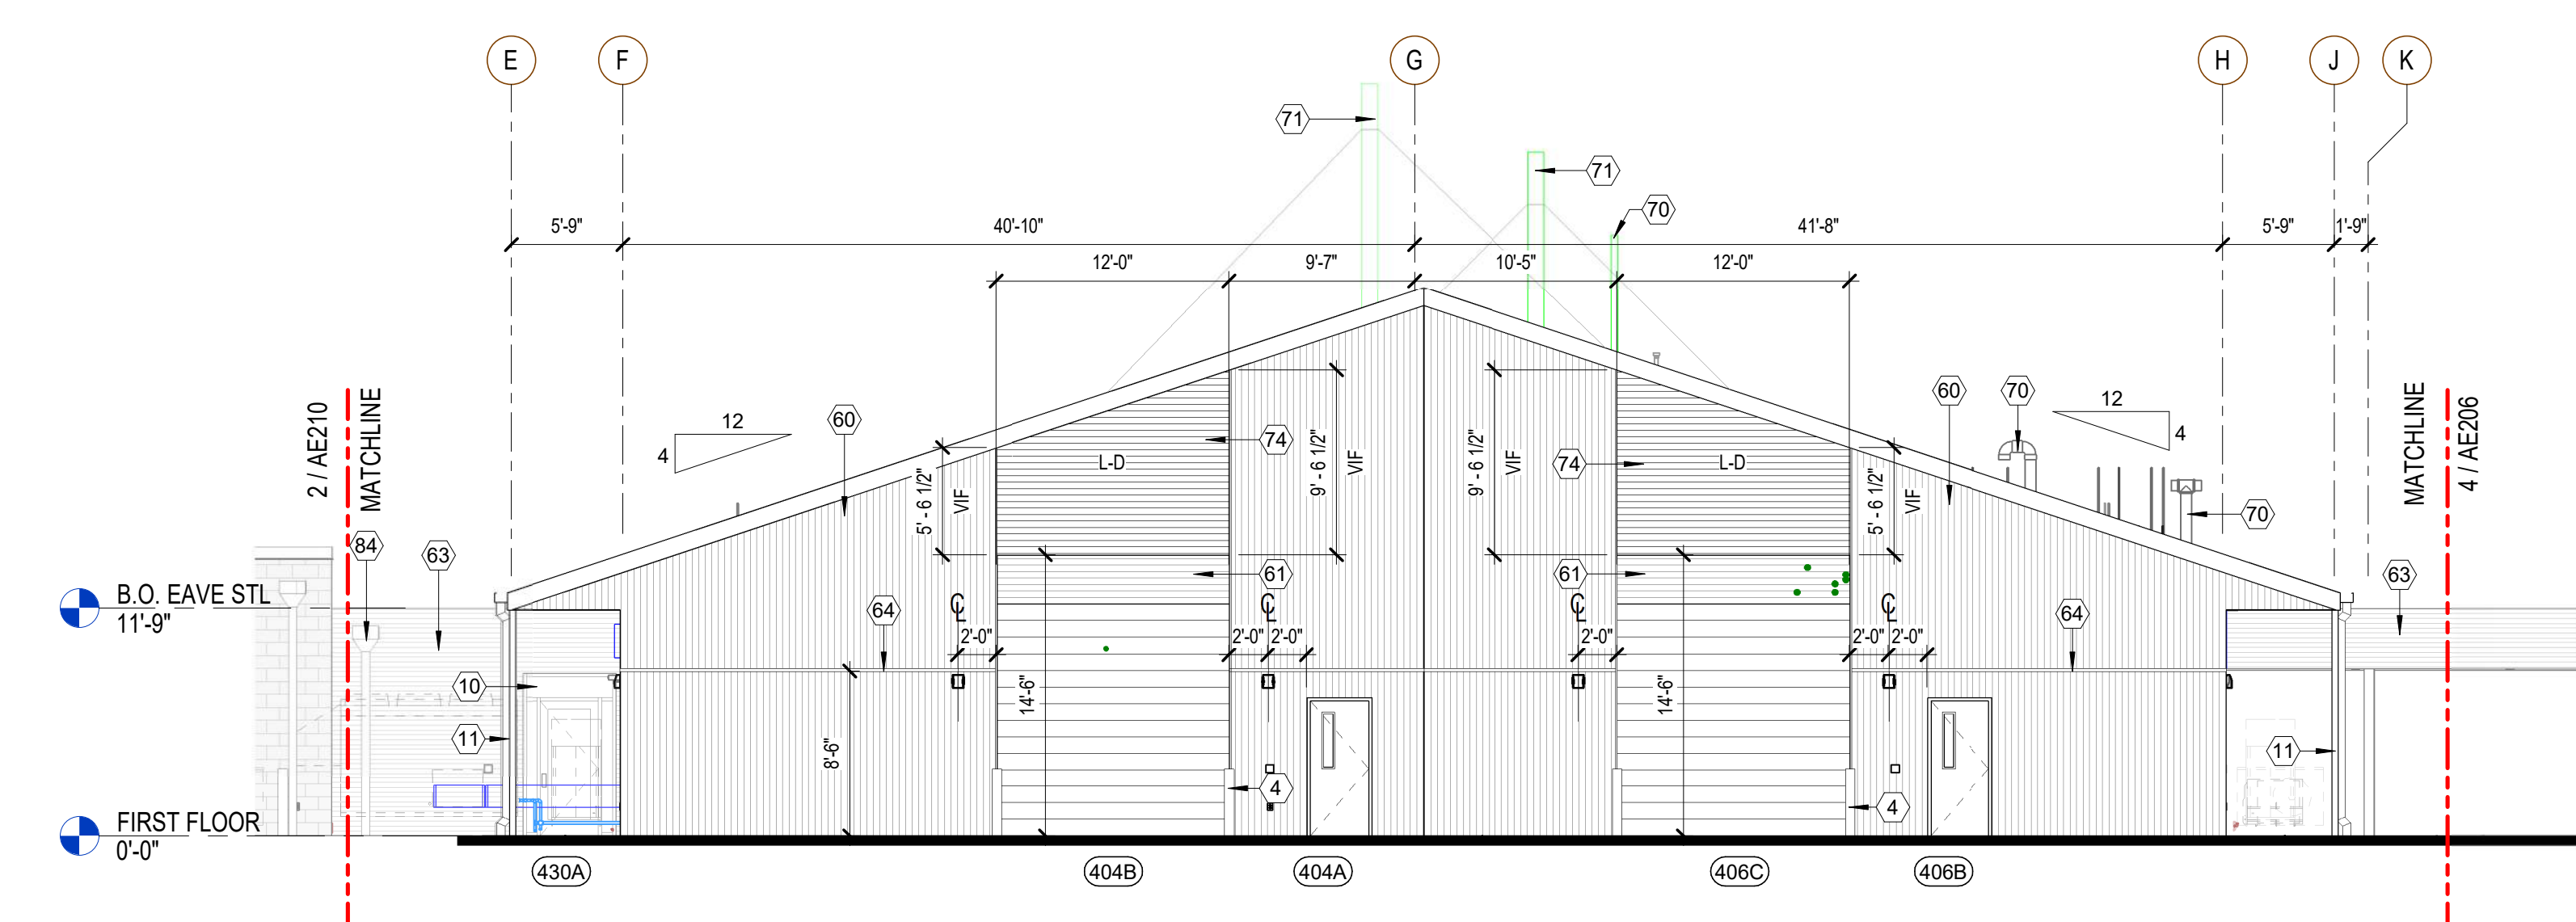 E
F
G
H
J
K
71
71
70
5'-9"
40'-10"
41'-8"
5'-9"
1'-9"
12'-0"
9'-7"
10'-5"
12'-0"
2 / AE210
MATCHLINE
12
4
60
5' - 6 1/2"
VIF
L-D
74
9' - 6 1/2"
VIF
9' - 6 1/2"
VIF
74
L-D
5' - 6 1/2"
VIF
60
70
12
4
70
MATCHLINE
4 / AE206
84
63
61
61
63
B.O. EAVE STL
11'-9"
64
CL
CL
CL
CL
64
2'-0"
2'-0"
2'-0"
2'-0"
2'-0"
2'-0"
10
11
8'-6"
14'-6"
14'-6"
11
4
4
FIRST FLOOR
0'-0"
430A
404B
404A
406C
406B